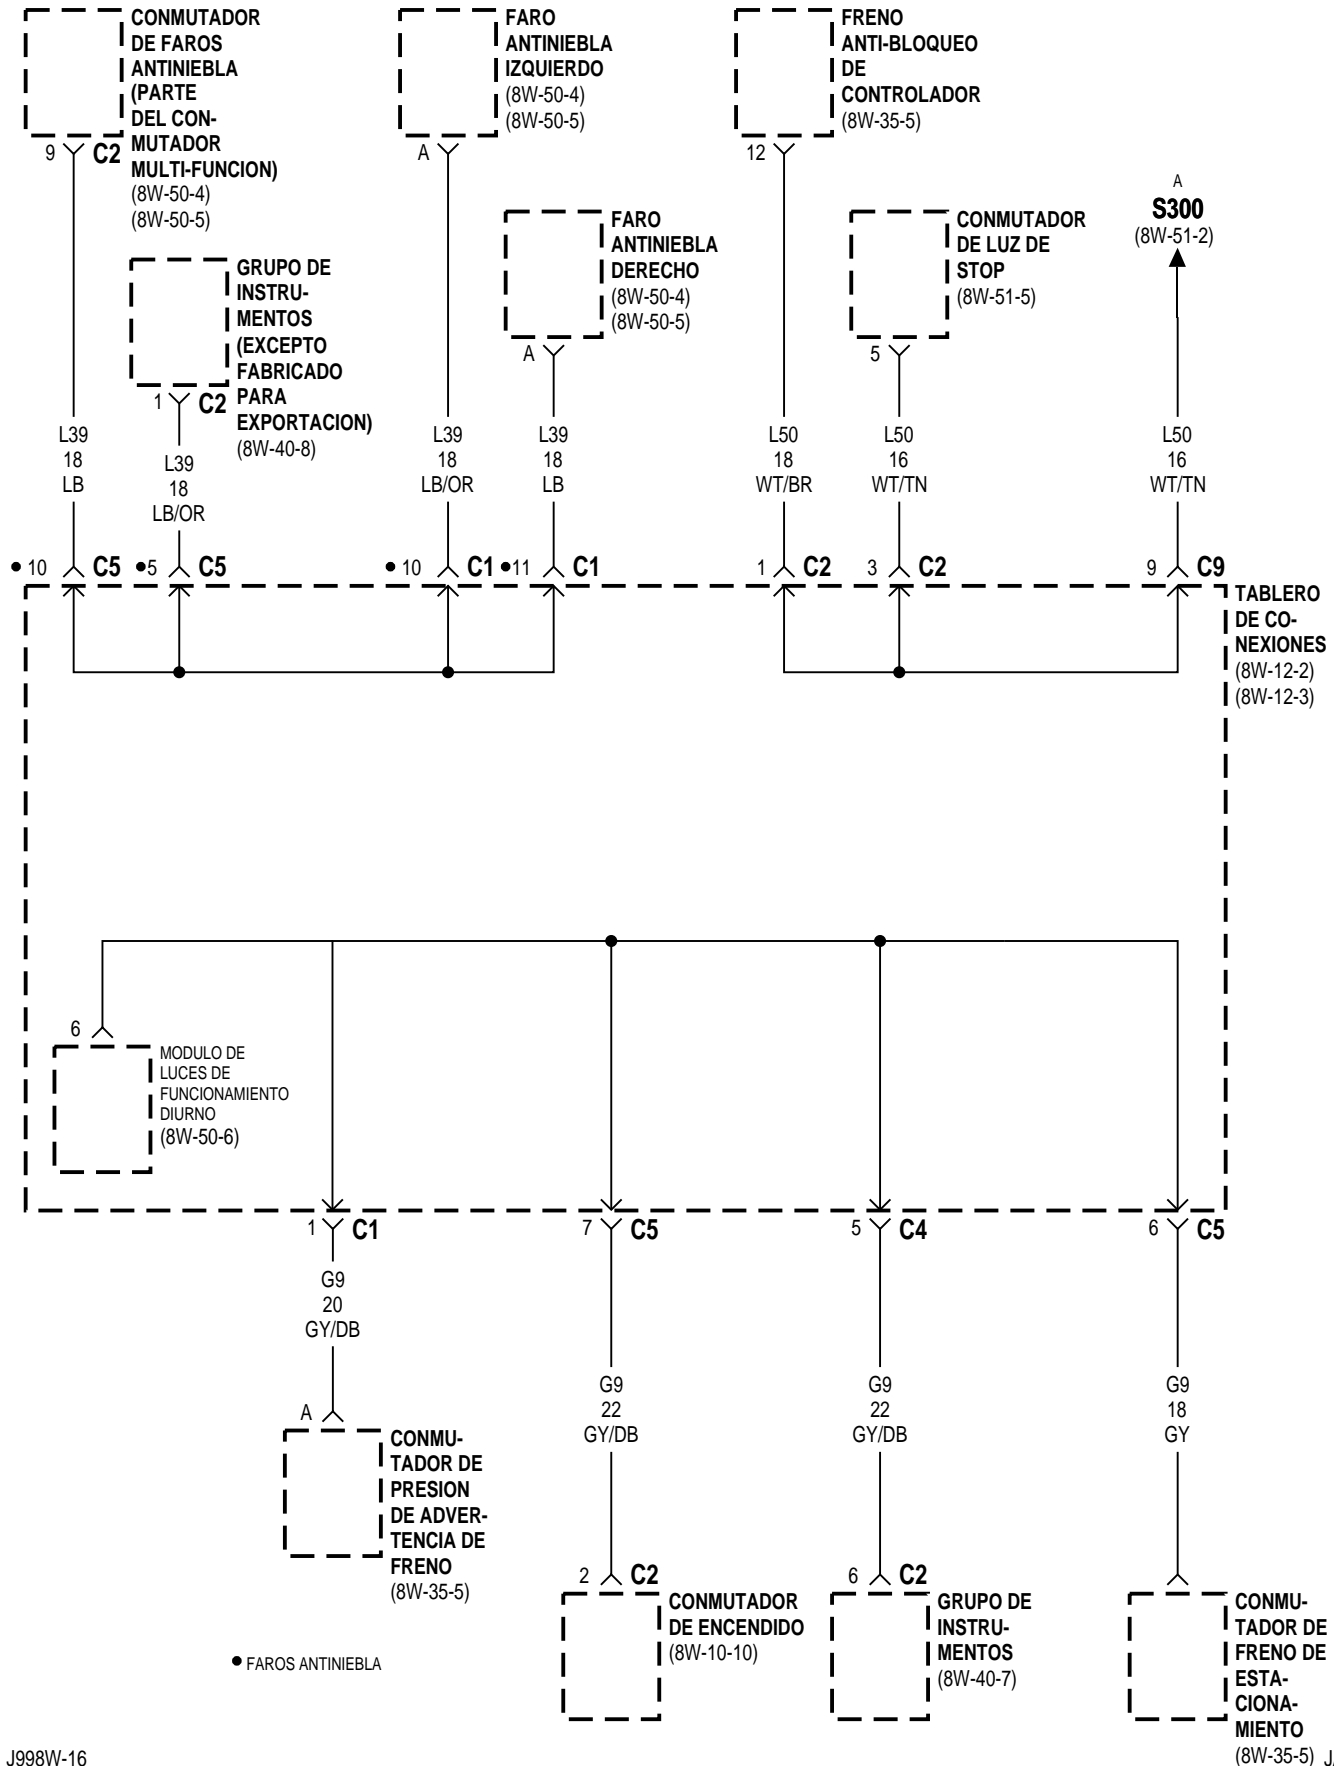 CONMUTADOR
DE FAROS
ANTINIEBLA
(PARTE
DEL CON-
MUTADOR
MULTI-FUNCION)
(8W-50-4)
(8W-50-5)
9
C2
FARO
ANTINIEBLA
IZQUIERDO
(8W-50-4)
(8W-50-5)
A
FRENO
ANTI-BLOQUEO
DE
CONTROLADOR
(8W-35-5)
12
A
S300
(8W-51-2)
GRUPO DE
INSTRU-
MENTOS
(EXCEPTO
FABRICADO
PARA
EXPORTACION)
(8W-40-8)
1
C2
FARO
ANTINIEBLA
DERECHO
(8W-50-4)
(8W-50-5)
A
CONMUTADOR
DE LUZ DE
STOP
(8W-51-5)
5
L39
18
LB
L39
18
LB/OR
L39
18
LB/OR
L39
18
LB
L50
18
WT/BR
L50
16
WT/TN
L50
16
WT/TN
• 10
C5
•5
C5
• 10
C1
•11
C1
1
C2
3
C2
9
C9
TABLERO
DE CO-
NEXIONES
(8W-12-2)
(8W-12-3)
6
MODULO DE
LUCES DE
FUNCIONAMIENTO
DIURNO
(8W-50-6)
1
C1
7
C5
5
C4
6
C5
G9
20
GY/DB
G9
22
GY/DB
G9
22
GY/DB
G9
18
GY
A
CONMU-
TADOR DE
PRESION
DE ADVER-
TENCIA DE
FRENO
(8W-35-5)
2
C2
CONMUTADOR
DE ENCENDIDO
(8W-10-10)
6
C2
GRUPO DE
INSTRU-
MENTOS
(8W-40-7)
CONMU-
TADOR DE
FRENO DE
ESTA-
CIONA-
MIENTO
(8W-35-5)
• FAROS ANTINIEBLA
J998W-16